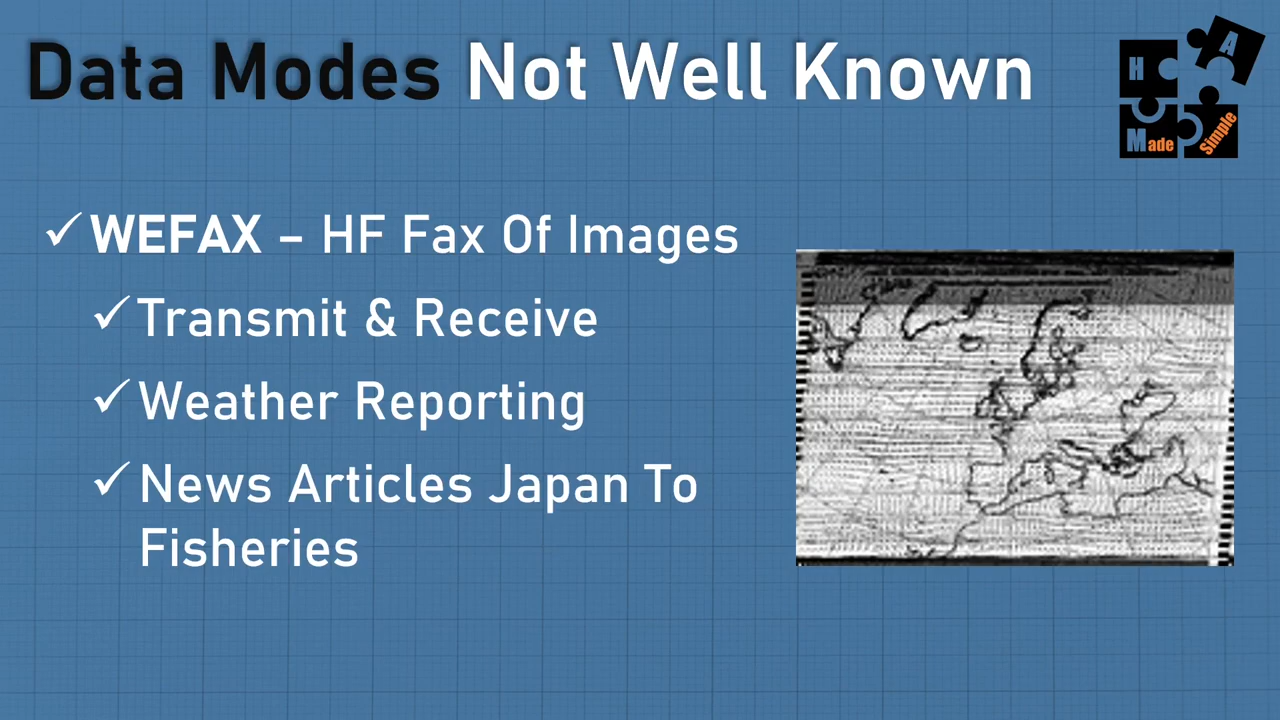 Data Modes Not Well Known
H A
Made Simple
✓ WEFAX – HF Fax Of Images
✓ Transmit & Receive
✓ Weather Reporting
✓ News Articles Japan To
Fisheries